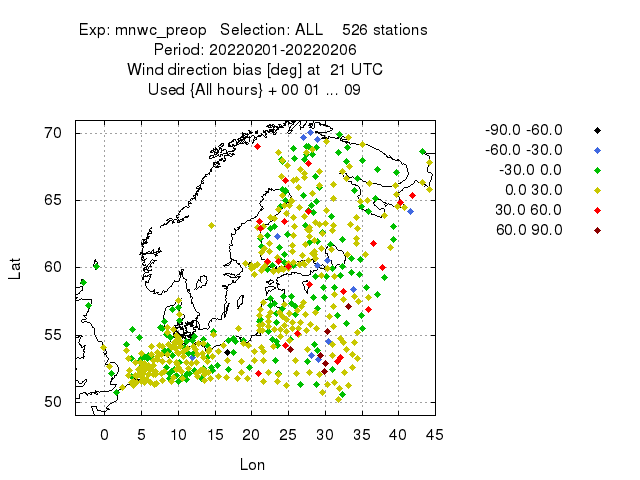 Exp: mnwc_preop   Selection: ALL    526 stations
Period: 20220201-20220206
Wind direction bias [deg] at  21 UTC
Used {All hours} + 00 01 ... 09
70
65
60
55
50
Lat
0 5 10 15 20 25 30 35 40 45
Lon
-90.0 -60.0
-60.0 -30.0
-30.0 0.0
0.0 30.0
30.0 60.0
60.0 90.0